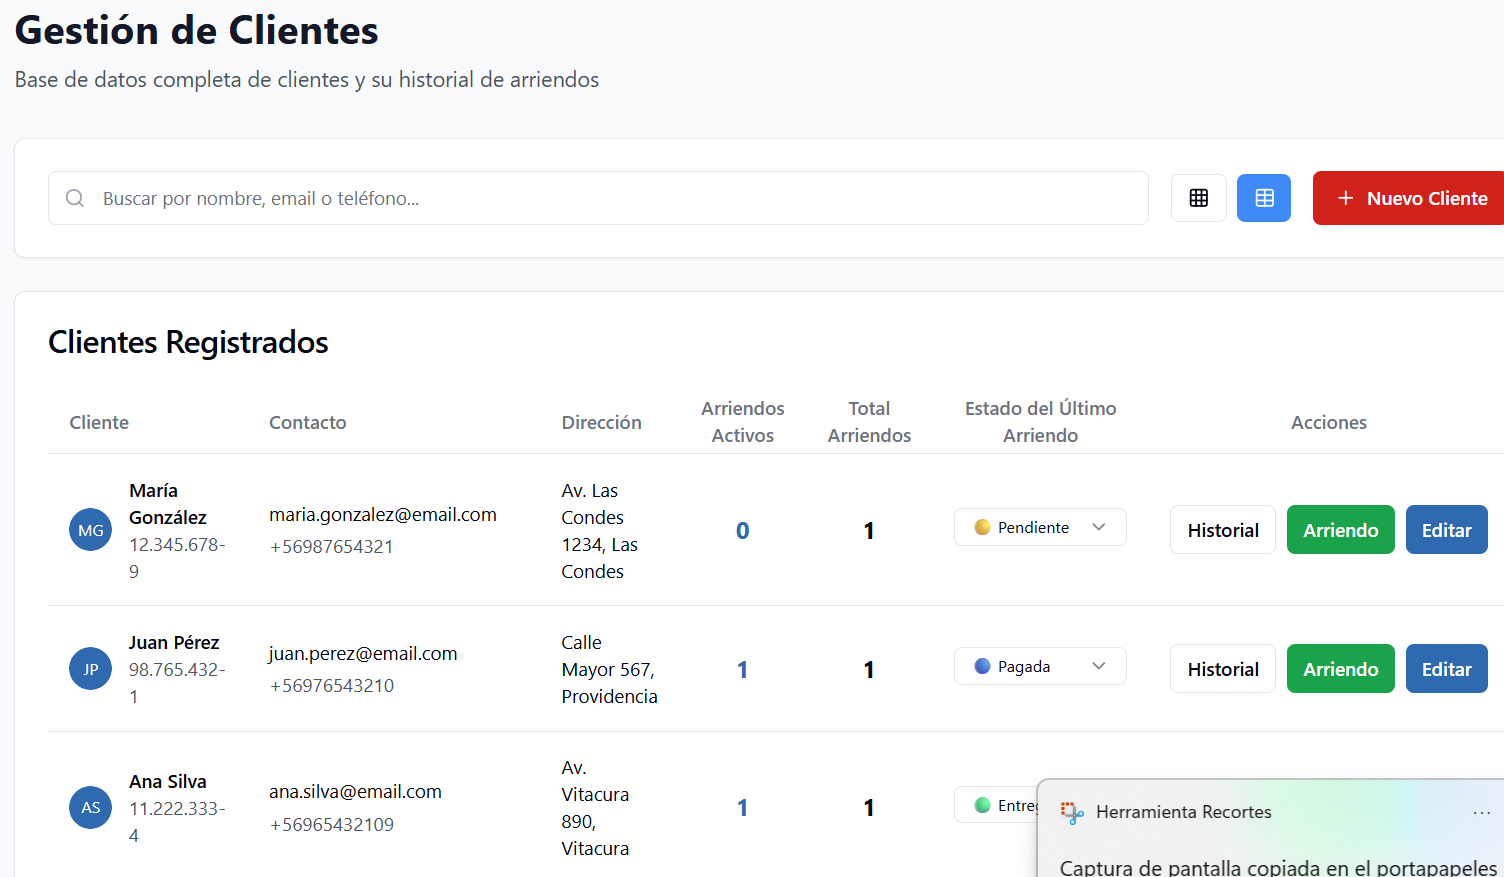 Gestión de Clientes
Base de datos completa de clientes y su historial de arriendos
Buscar por nombre, email o teléfono...
+ Nuevo Cliente
Clientes Registrados
Cliente
Contacto
Dirección
Arriendos
Activos
Total
Arriendos
Estado del Último
Arriendo
Acciones
MG
María
González
12.345.678-
9
maria.gonzalez@email.com
+56987654321
Av. Las
Condes
1234, Las
Condes
0
1
Pendiente
Historial
Arriendo
Editar
JP
Juan Pérez
98.765.432-
1
juan.perez@email.com
+56976543210
Calle
Mayor 567,
Providencia
1
1
Pagada
Historial
Arriendo
Editar
AS
Ana Silva
11.222.333-
4
ana.silva@email.com
+56965432109
Av.
Vitacura
890,
Vitacura
1
1
Herramienta Recortes
...
Captura de pantalla copiada en el portapapeles